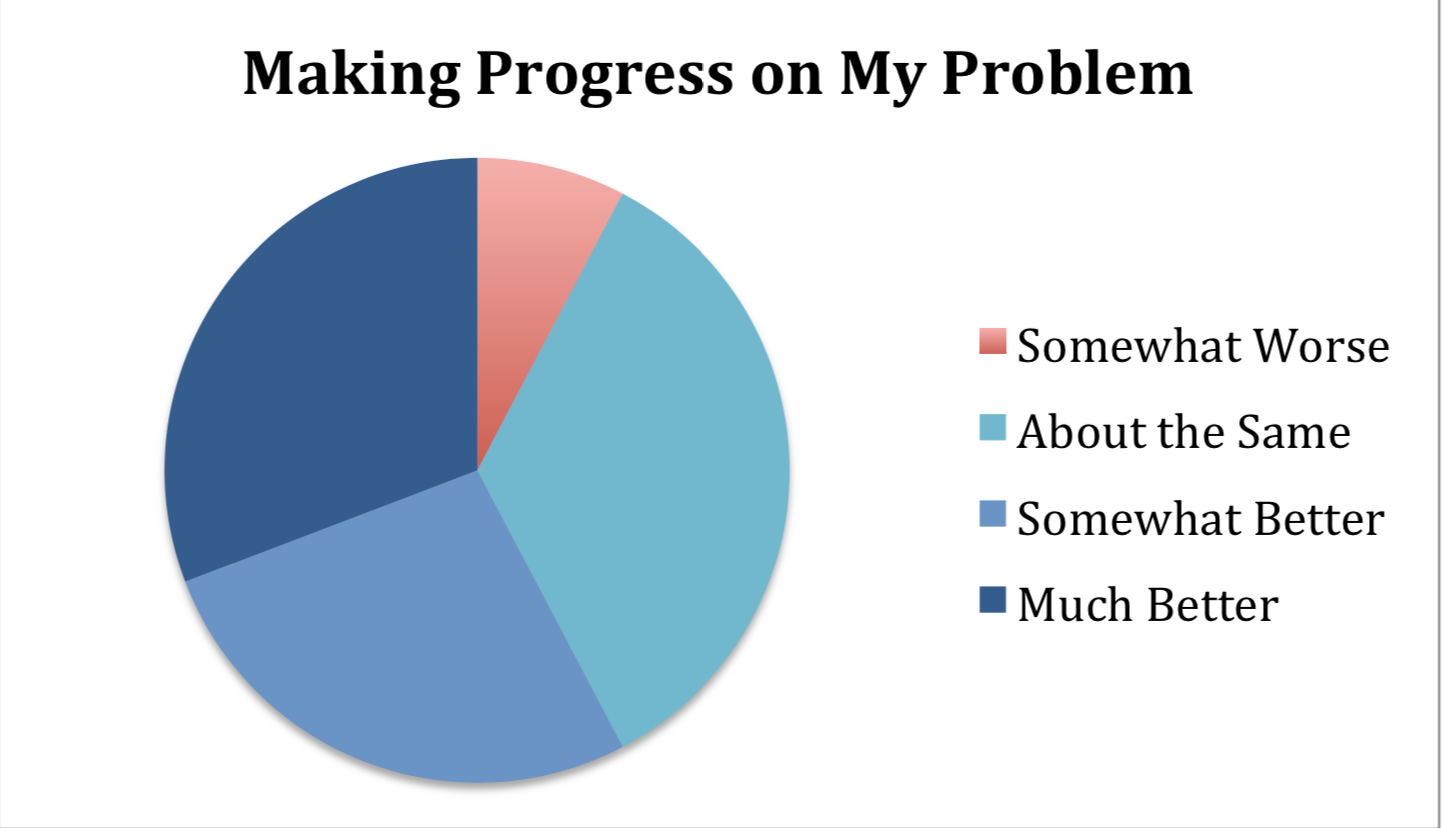 Making Progress on My Problem
Somewhat Worse
About the Same
Somewhat Better
Much Better